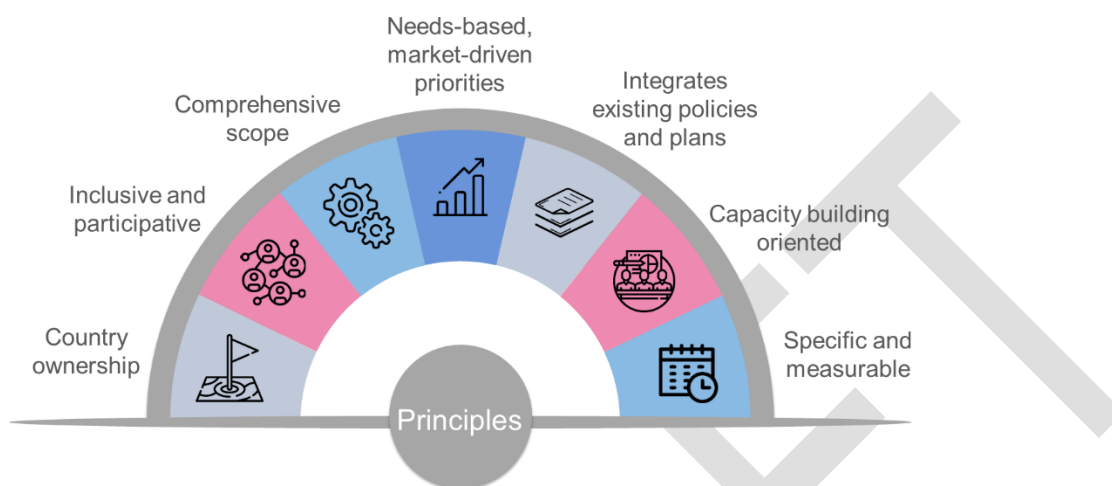 Needs-based,
market-driven
priorities
Comprehensive
scope
Integrates
existing policies
and plans
Inclusive and
participative
Capacity building
oriented
Country
ownership
Specific and
measurable
Principles